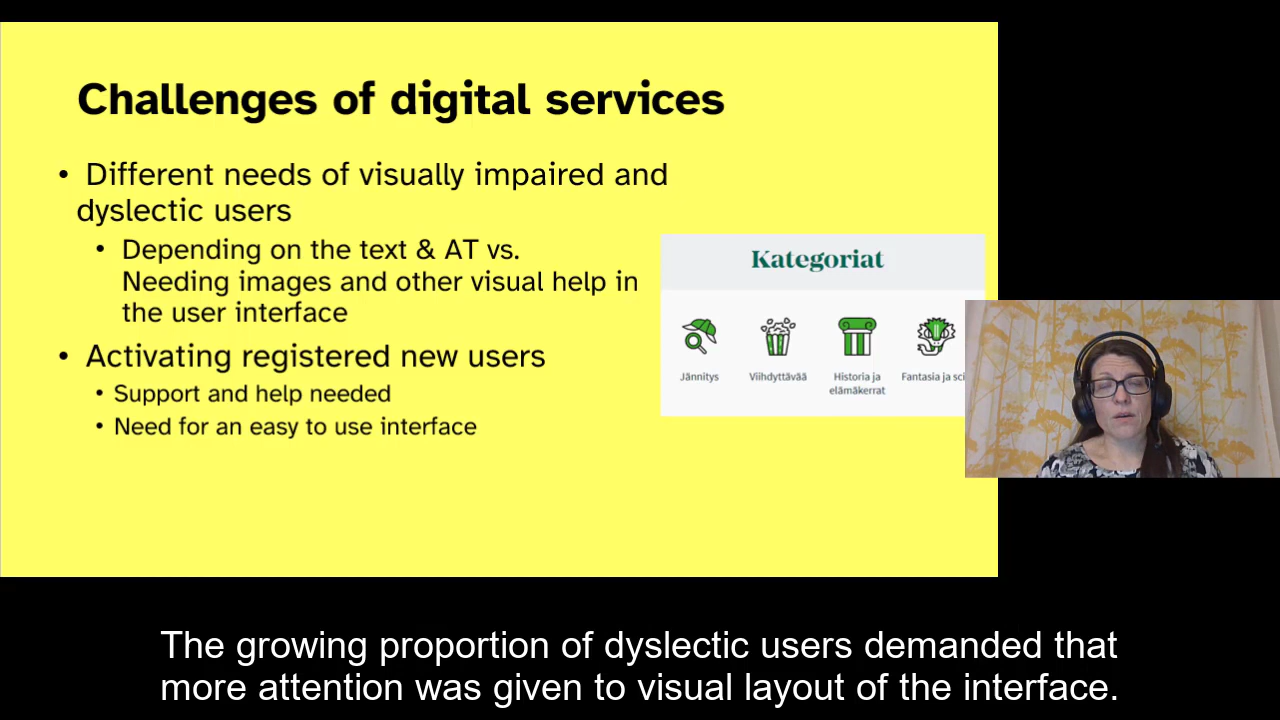 Challenges of digital services
• Different needs of visually impaired and
dyslectic users
• Depending on the text & AT vs.
Needing images and other visual help in
the user interface
• Activating registered new users
• Support and help needed
• Need for an easy to use interface
Kategoriat
Jännitys
Viihdyttävää
Historia ja
elämäkerrat
Fantasia ja sci
The growing proportion of dyslectic users demanded that
more attention was given to visual layout of the interface.